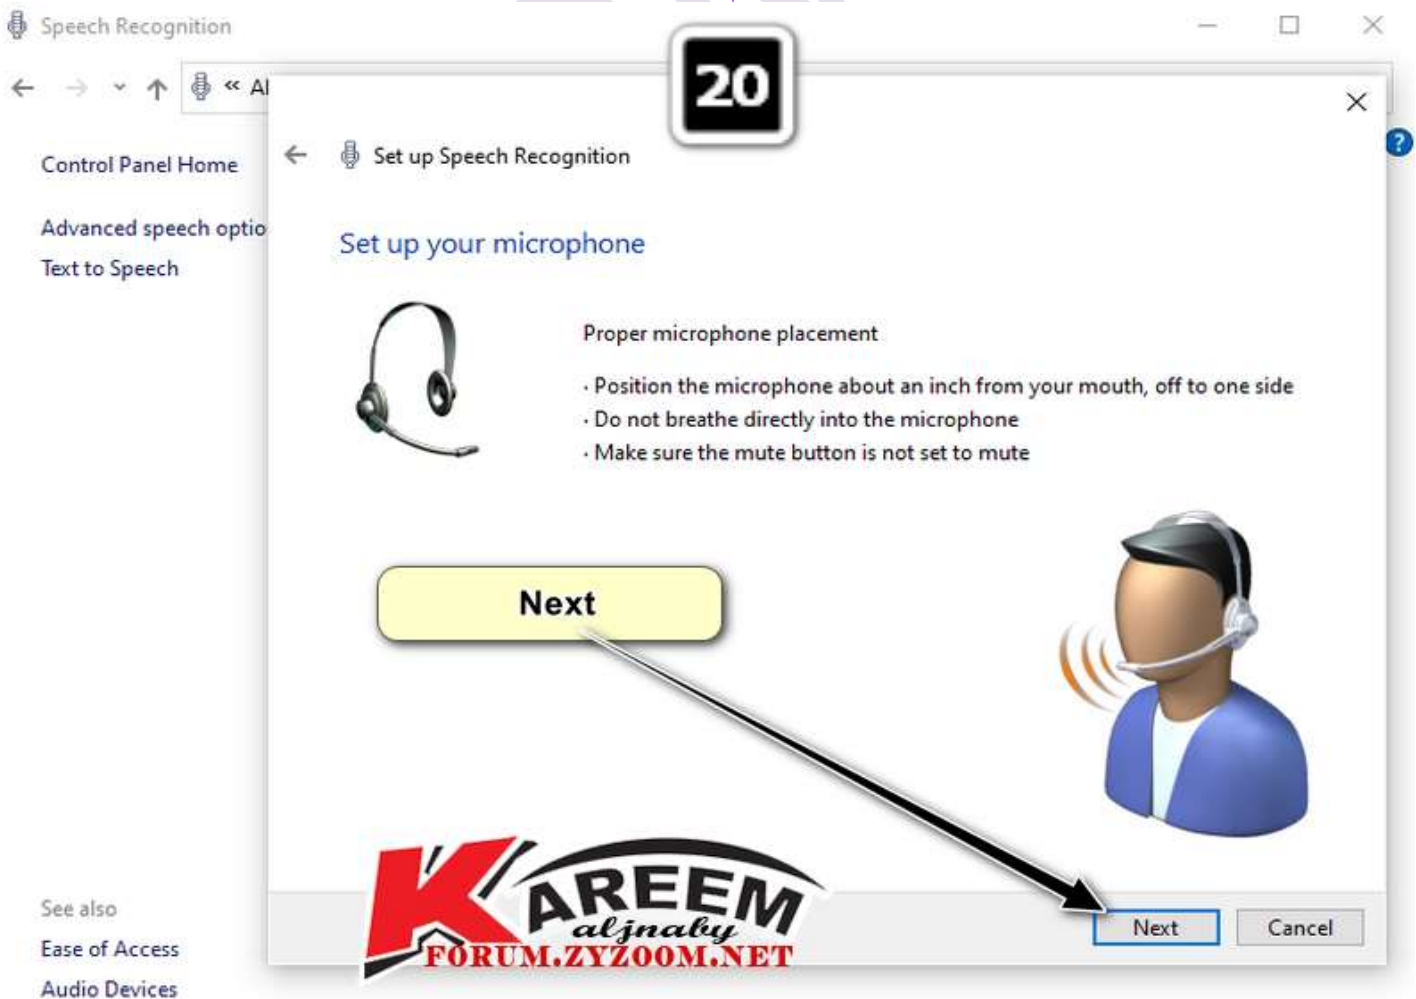 Speech Recognition
20
« Al
Control Panel Home
Advanced speech optio
Text to Speech
Set up Speech Recognition
Set up your microphone
Proper microphone placement
· Position the microphone about an inch from your mouth, off to one side
· Do not breathe directly into the microphone
· Make sure the mute button is not set to mute
Next
KAREEM
aljnaby
FORUM.ZYZOOM.NET
Next
Cancel
See also
Ease of Access
Audio Devices